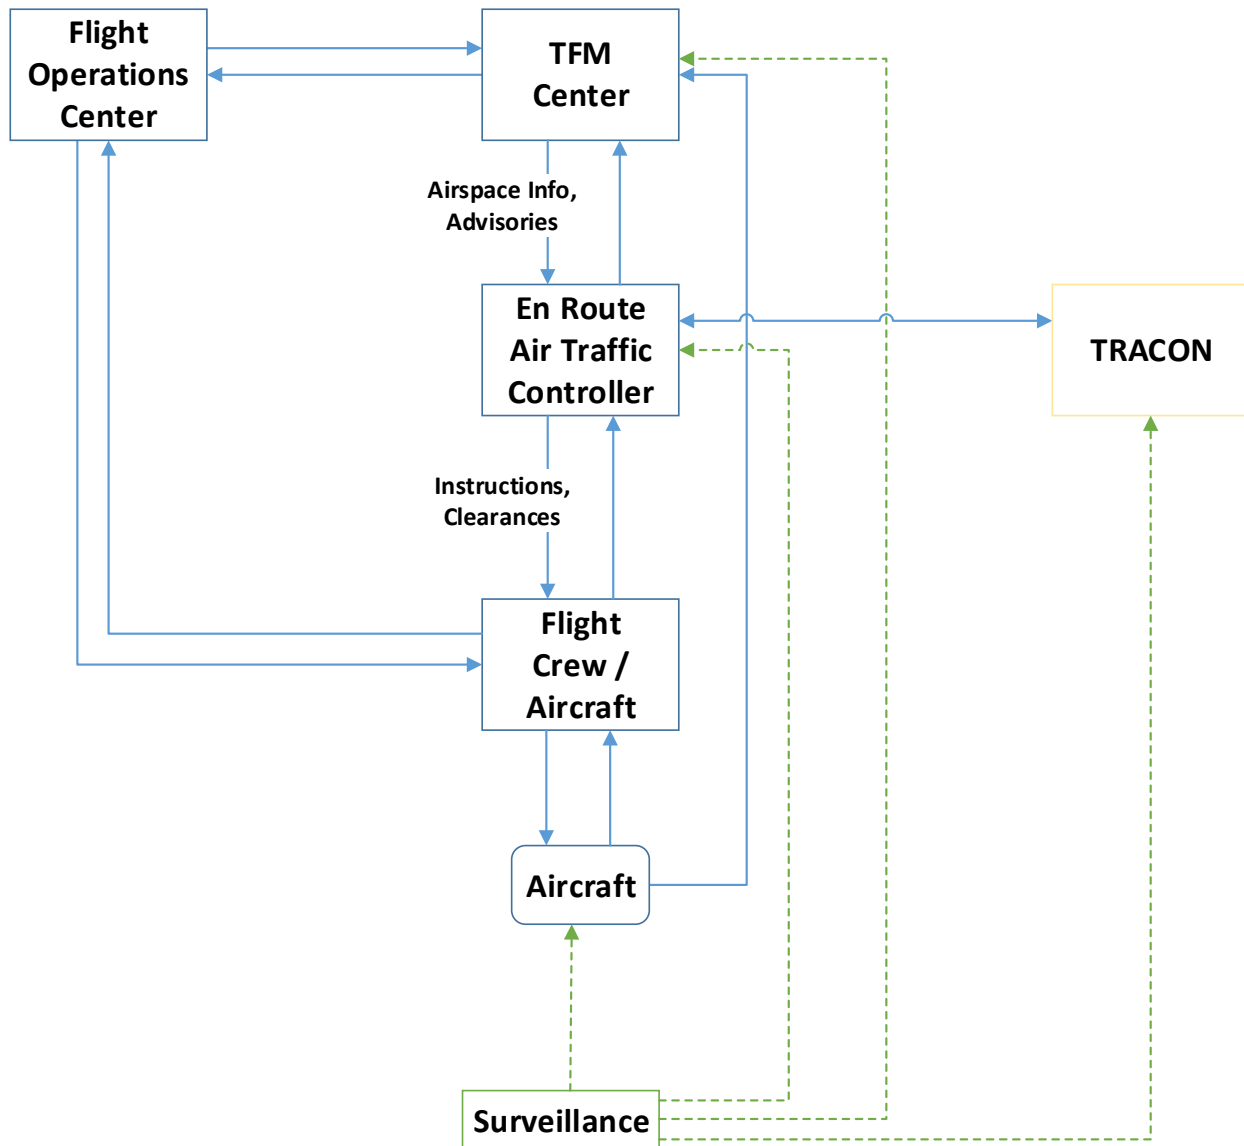 Flight
Operations
Center
TFM
Center
Airspace Info,
Advisories
En Route
Air Traffic
Controller
TRACON
Instructions,
Clearances
Flight
Crew /
Aircraft
Aircraft
Surveillance